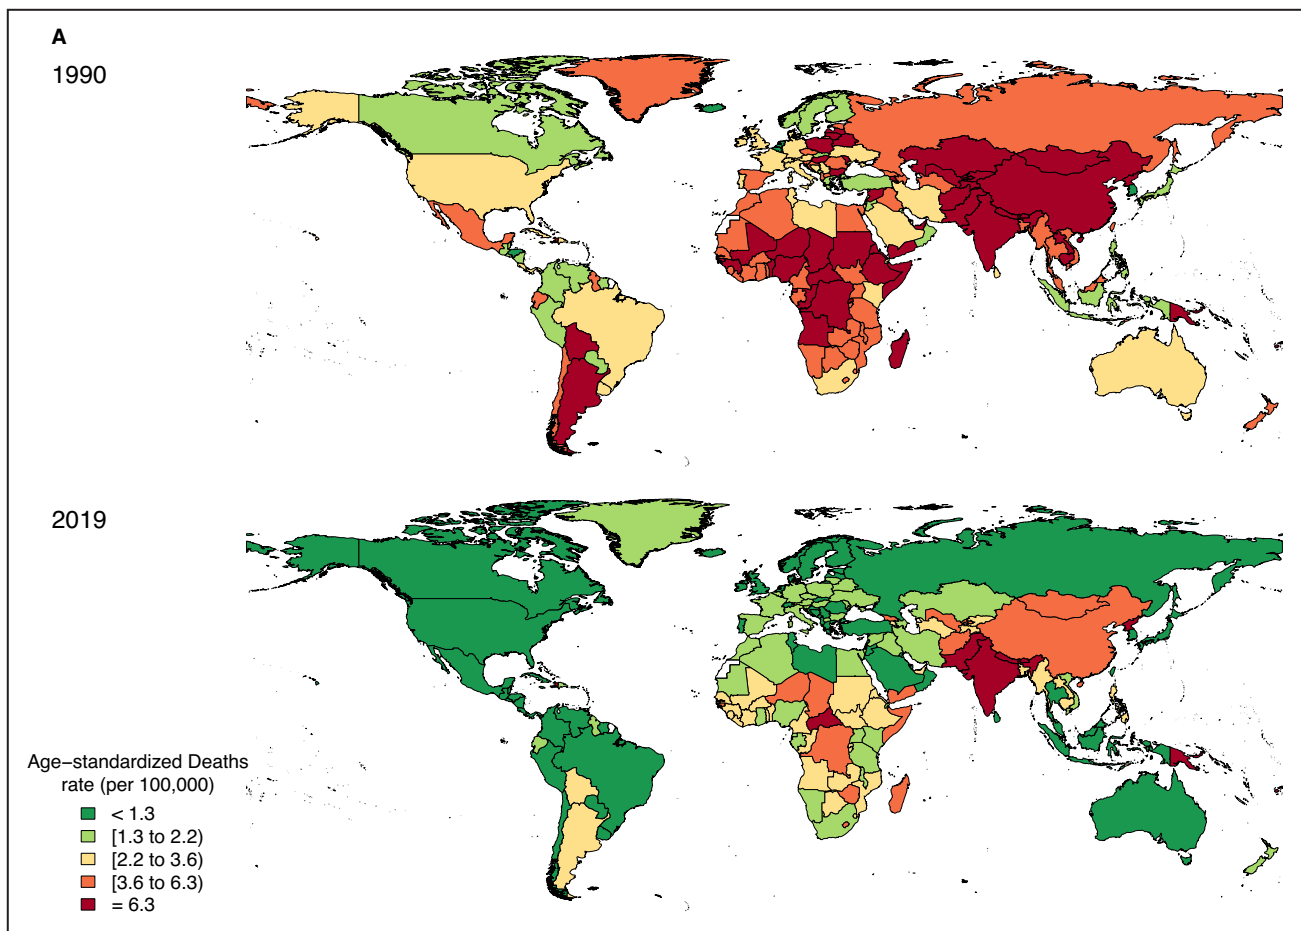 A
1990
2019
Age−standardized Deaths
rate (per 100,000)
< 1.3
[1.3 to 2.2)
[2.2 to 3.6)
[3.6 to 6.3)
= 6.3